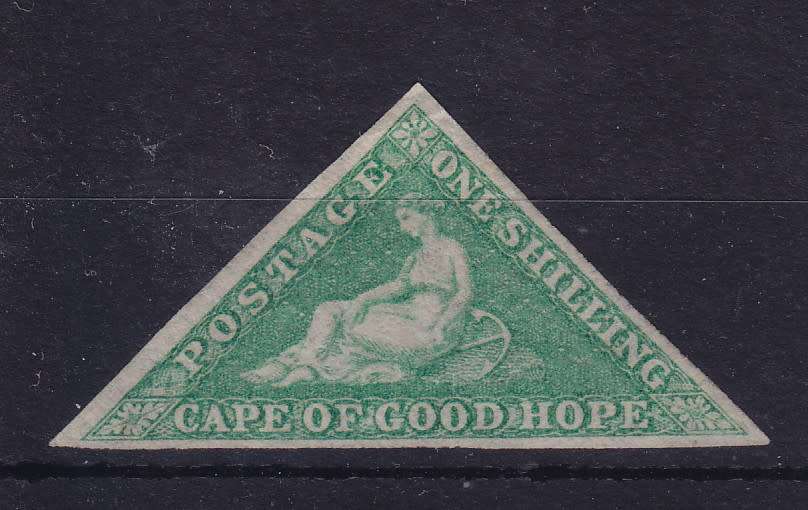 POSTAGE
ONE SHILLING
CAPE OF GOOD HOPE